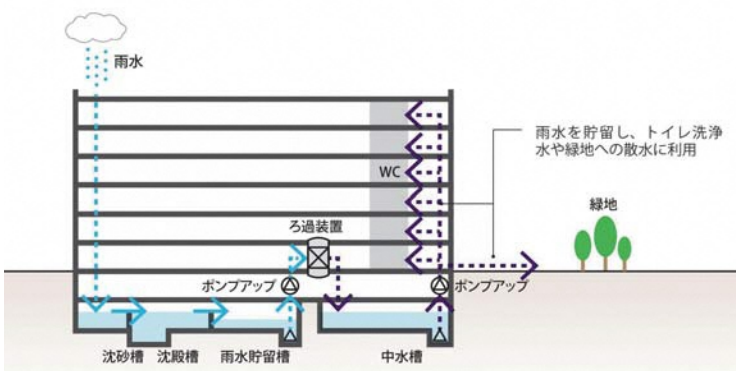 雨水
雨水を貯留し、トイレ洗浄
水や緑地への散水に利用
WC
緑地
ろ過装置
ポンプアップ
ポンプアップ
沈砂槽
沈殿槽
雨水貯留槽
中水槽